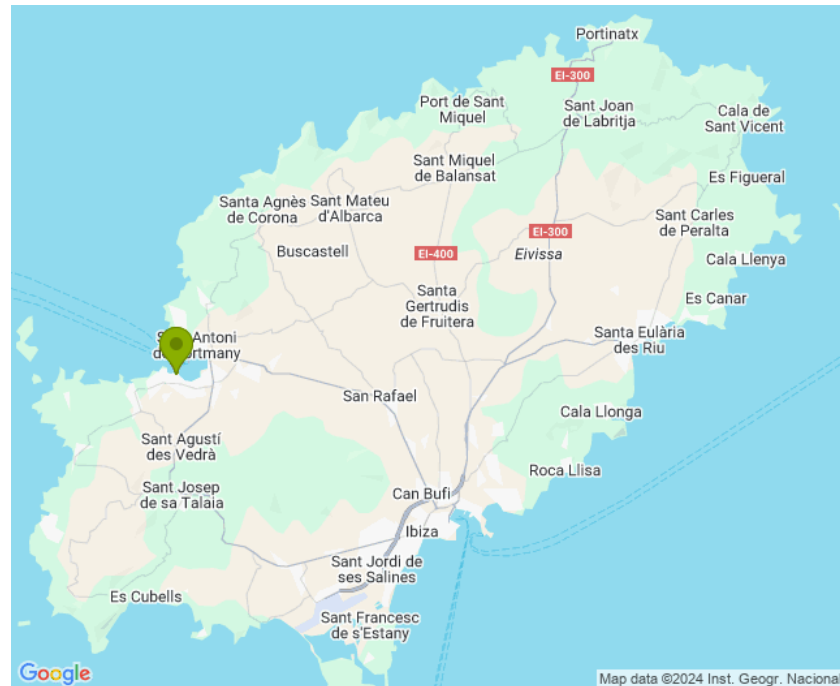 Portinatx
EI-300
Port de Sant
Miquel
Sant Joan
de Labritja
Cala de
Sant Vicent
Sant Miquel
de Balansat
Es Figueral
Santa Agnès
de Corona
Sant Mateu
d'Albarca
Sant Carles
de Peralta
EI-300
Buscastell
EI-400
Eivissa
Cala Llenya
Santa
Gertrudis
de Fruitera
Es Canar
Antoni
Santa Eulària
des Riu
San Rafael
Cala Llonga
Sant Agustí
des Vedrà
Roca Llisa
Sant Josep
de sa Talaia
Can Bufi
Ibiza
Sant Jordi de
ses Salines
Es Cubells
Sant Francesc
de s'Estany
Google
Map data ©2024 Inst. Geogr. Naciona